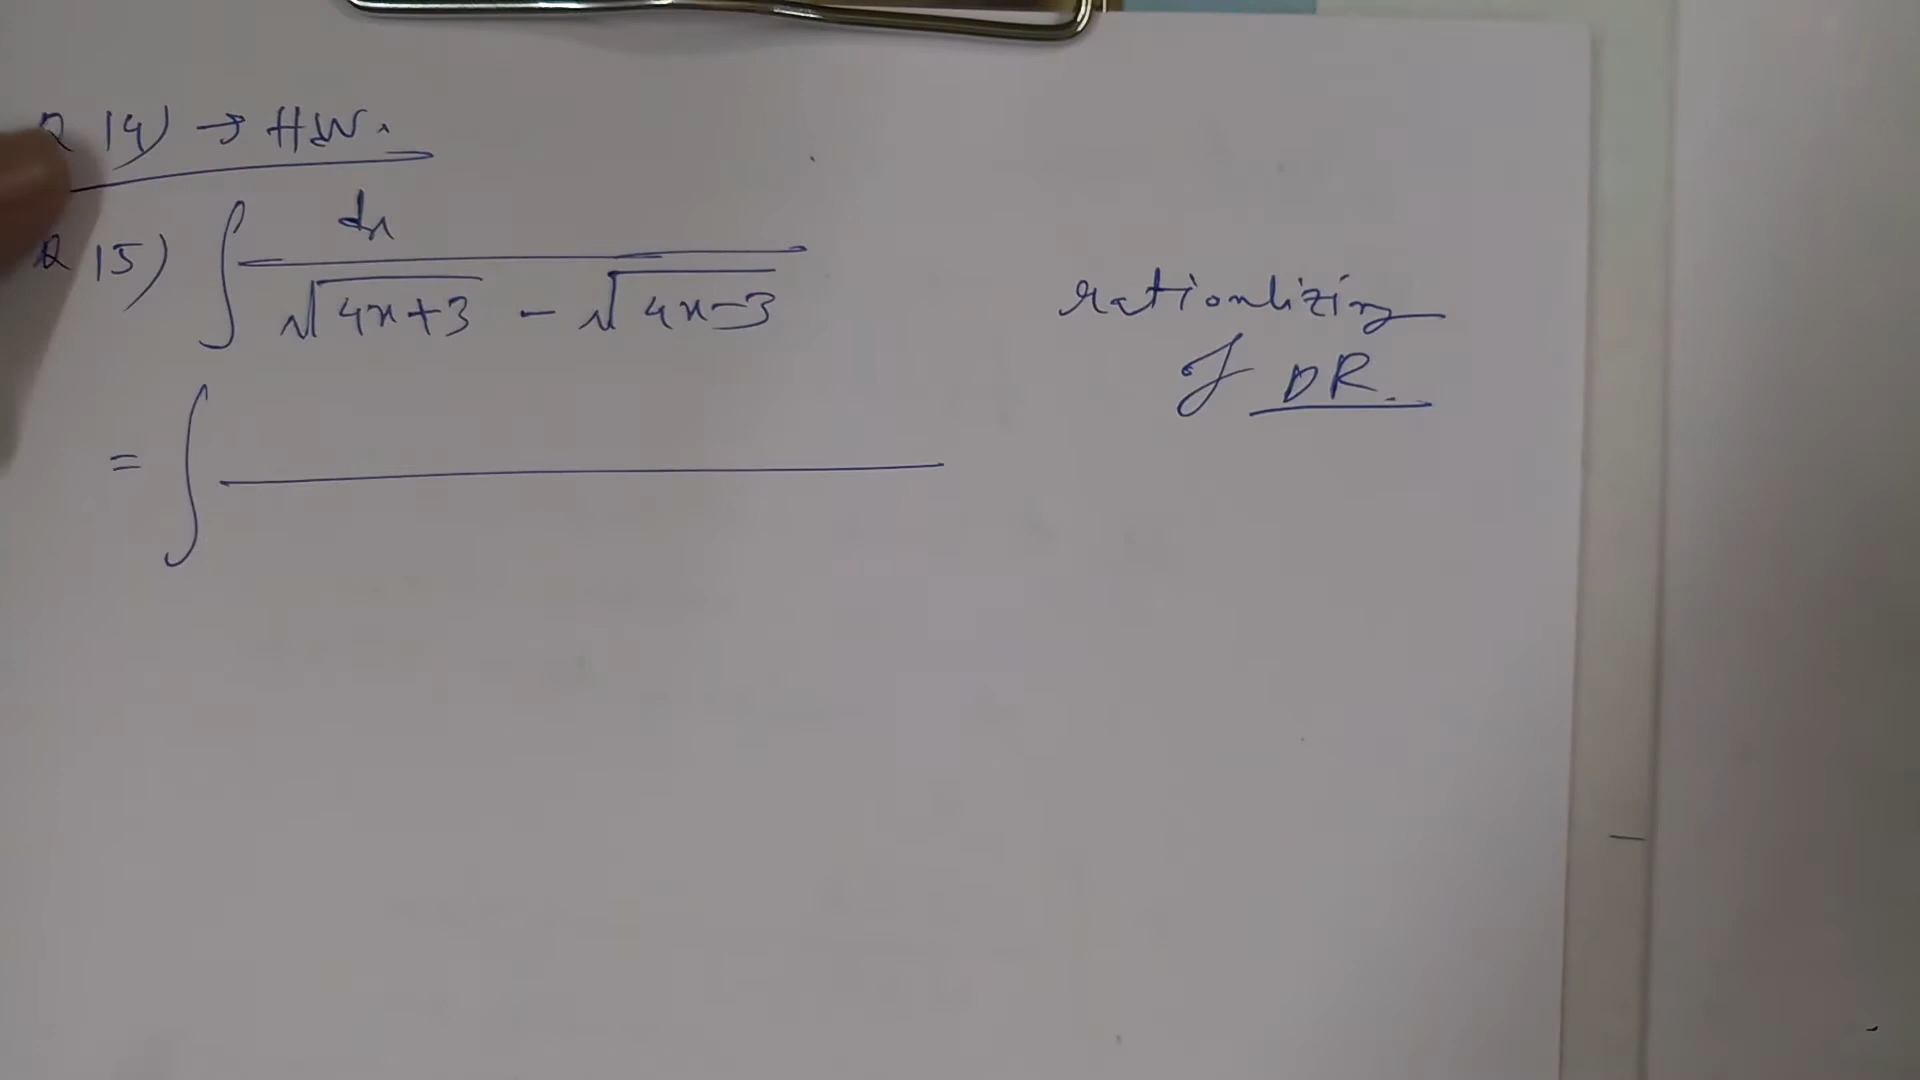 Q 14) → HW.
Q 15) ∫ dx / √4x+3 - √4x-3
rationlizing
of DR.
= ∫